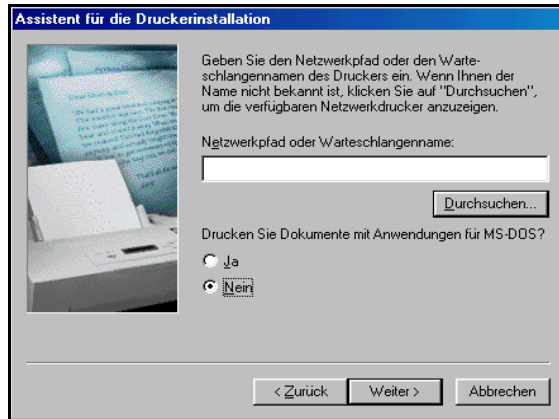 Assistent für die Druckerinstallation
Geben Sie den Netzwerkpfad oder den Warte-
schlangennamen des Druckers ein. Wenn Ihnen der
Name nicht bekannt ist, klicken Sie auf "Durchsuchen",
um die verfügbaren Netzwerkdrucker anzuzeigen.
Netzwerkpfad oder Warteschlangenname:
Durchsuchen...
Drucken Sie Dokumente mit Anwendungen für MS-DOS?
Ja
Nein
< Zurück
Weiter >
Abbrechen